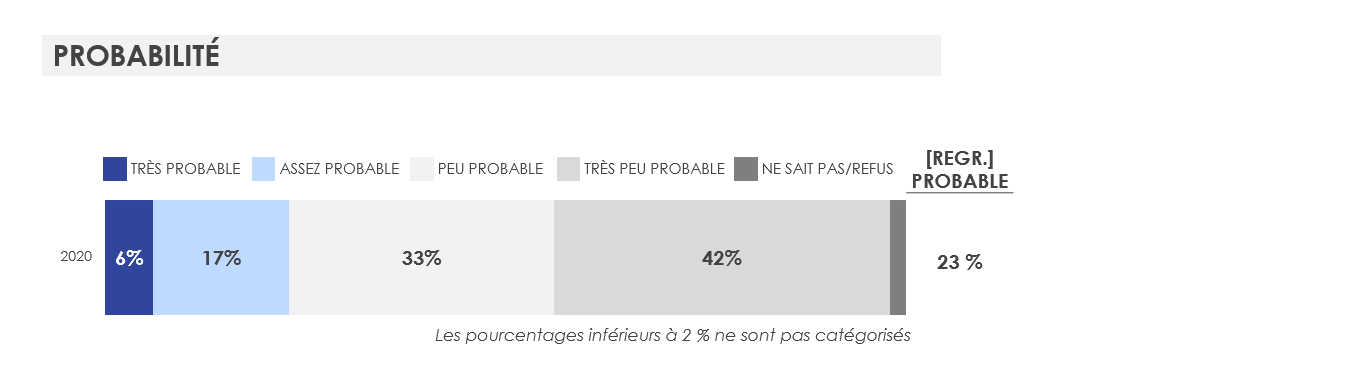 PROBABILITÉ
TRÈS PROBABLE ASSEZ PROBABLE PEU PROBABLE TRÈS PEU PROBABLE NE SAIT PAS/REFUS
[REGR.]
PROBABLE
2020 6% 17% 33% 42% 23 %
Les pourcentages inférieurs à 2 % ne sont pas catégorisés